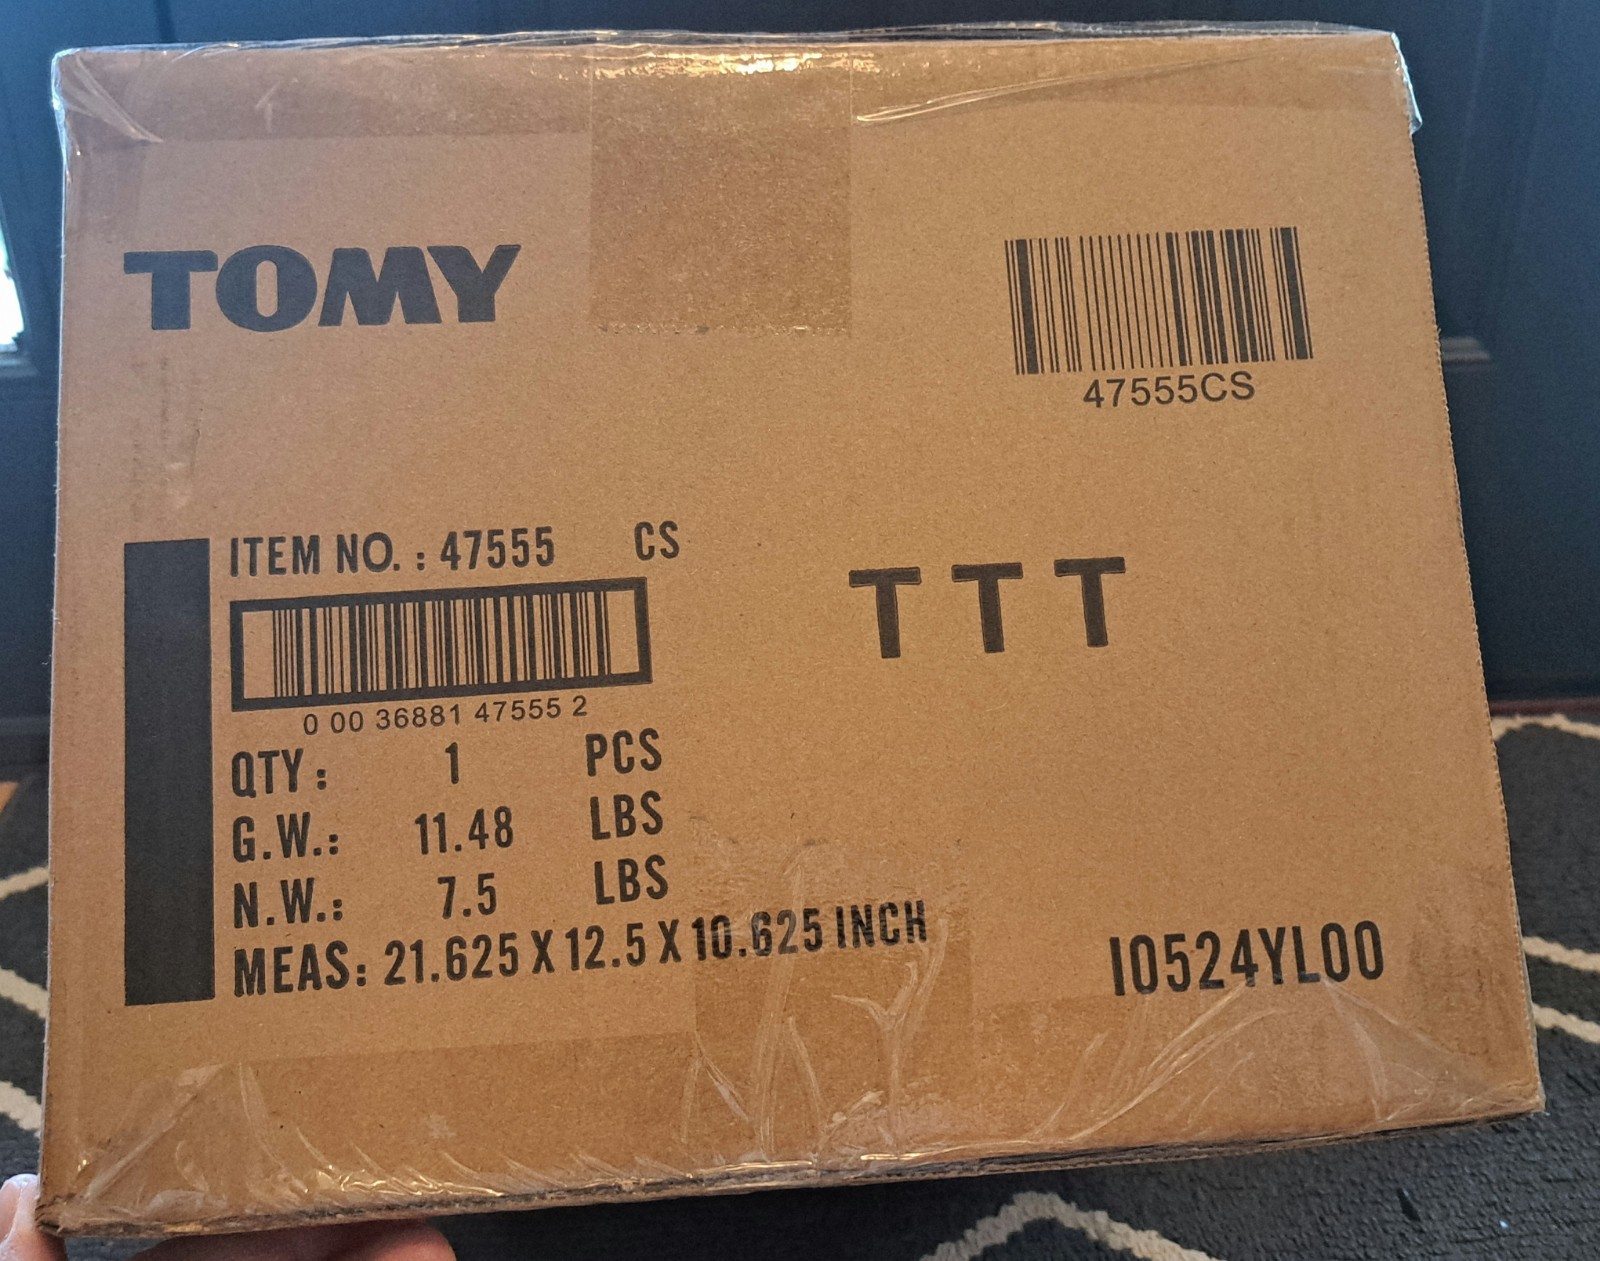 TOMY
47555CS
ITEM NO. : 47555 CS
0 00 36881 47555 2
TTT
QTY : 1 PCS
G.W.: 11.48 LBS
N.W.: 7.5 LBS
MEAS: 21.625 X 12.5 X 10.625 INCH
I0524YL00